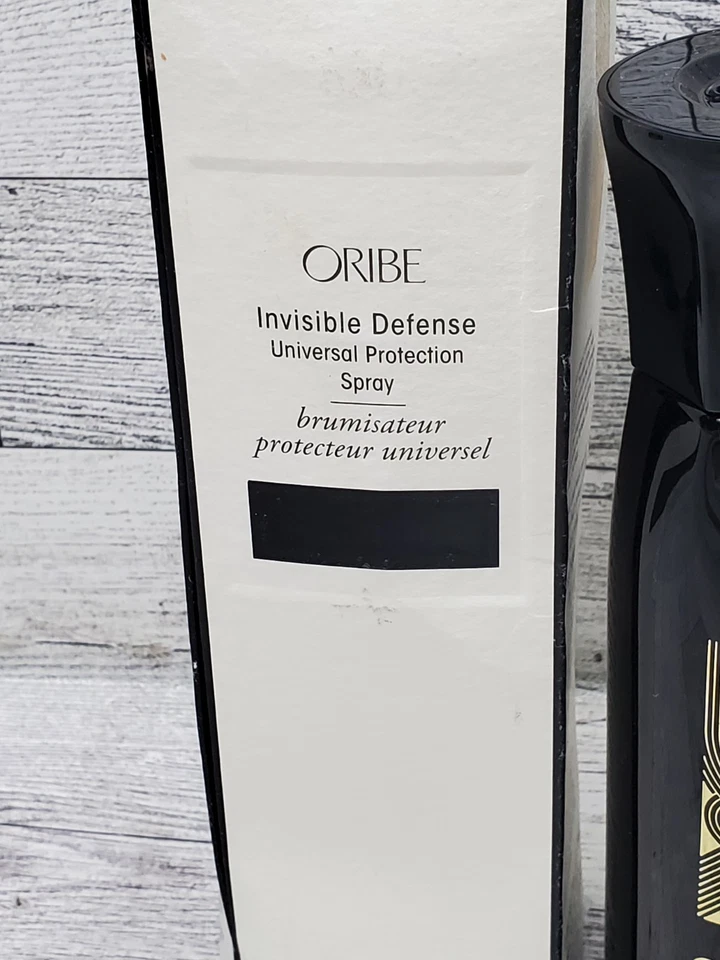 ORIBE
Invisible Defense
Universal Protection
Spray
brumisateur
protecteur universel